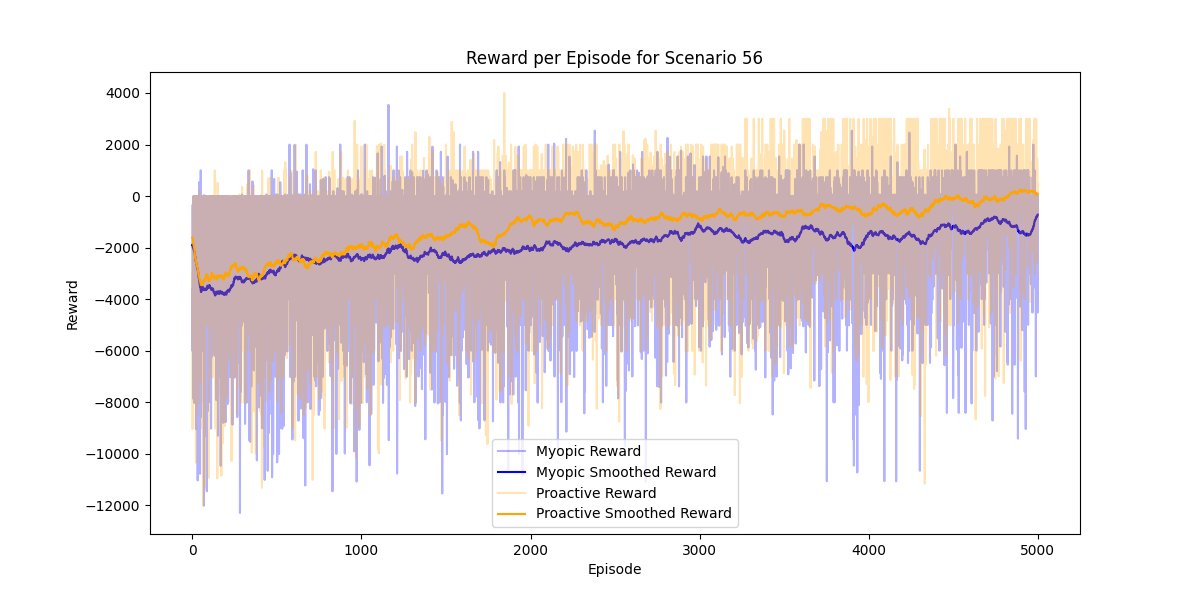 Reward per Episode for Scenario 56
4000
2000
0
−2000
−4000
−6000
−8000
−10000
−12000
Reward
Myopic Reward
Myopic Smoothed Reward
Proactive Reward
Proactive Smoothed Reward
0 1000 2000 3000 4000 5000
Episode